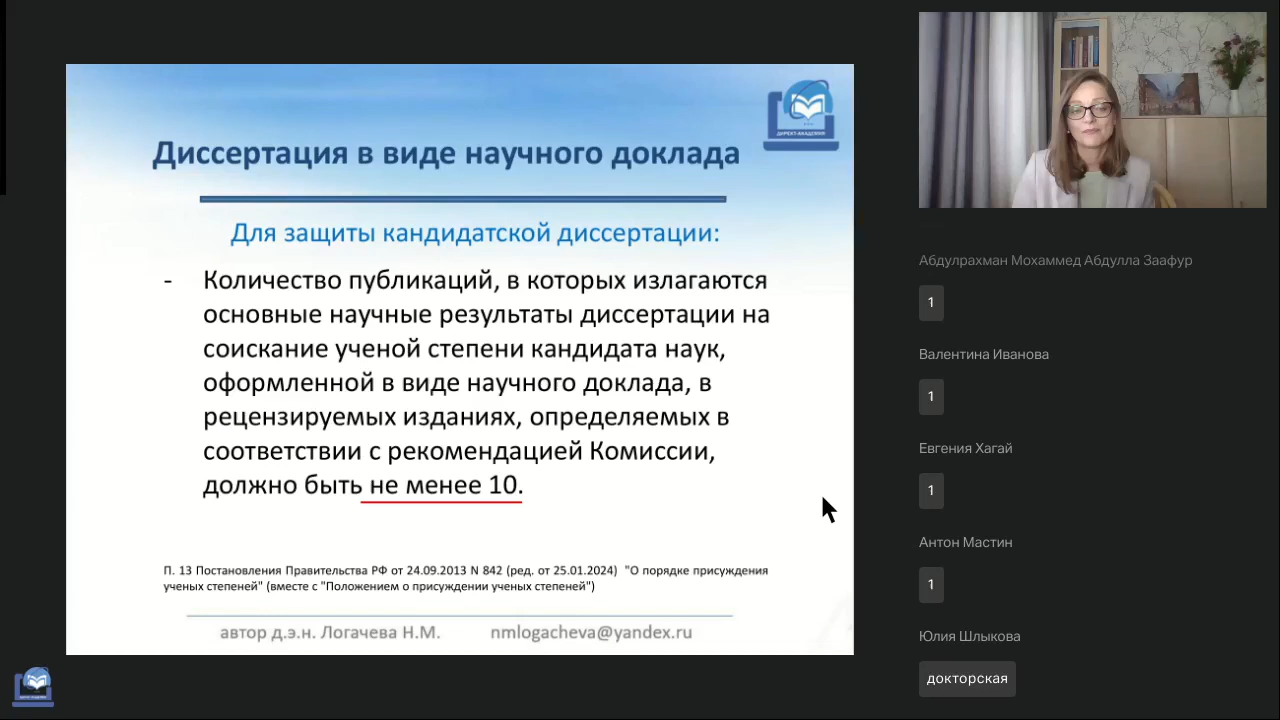 Диссертация в виде научного доклада
ДИРЕКТ-АКАДЕМИЯ
Для защиты кандидатской диссертации:
- Количество публикаций, в которых излагаются
основные научные результаты диссертации на
соискание ученой степени кандидата наук,
оформленной в виде научного доклада, в
рецензируемых изданиях, определяемых в
соответствии с рекомендацией Комиссии,
должно быть не менее 10.
П. 13 Постановления Правительства РФ от 24.09.2013 N 842 (ред. от 25.01.2024) "О порядке присуждения
ученых степеней" (вместе с "Положением о присуждении ученых степеней")
автор д.э.н. Логачева Н.М. nmlogacheva@yandex.ru
Абдулрахман Мохаммед Абдулла Заафур
1
Валентина Иванова
1
Евгения Хагай
1
Антон Мастин
1
Юлия Шлыкова
докторская